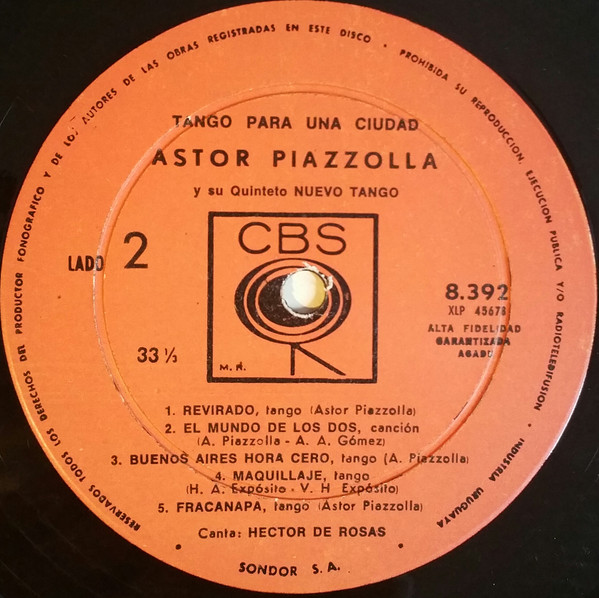 RESERVADOS TODOS LOS DERECHOS DEL PRODUCTOR FONOGRAFICO Y DE LOS AUTORES DE LAS OBRAS REGISTRADAS EN ESTE DISCO • PROHIBIDA SU REPRODUCCION, EJECUCION PUBLICA Y/O RADIOTELEDIFUSION • INDUSTRIA URUGUAYA
TANGO PARA UNA CIUDAD
ASTOR PIAZZOLLA
y su Quinteto NUEVO TANGO
CBS
LADO 2
8.392
XLP 45678
ALTA FIDELIDAD
GARANTIZADA
AGADU
33 ⅓
M. R.
1. REVIRADO, tango (Astor Piazzolla)
2. EL MUNDO DE LOS DOS, canción
(A. Piazzolla - A. A. Gómez)
3. BUENOS AIRES HORA CERO, tango (A. Piazzolla)
4. MAQUILLAJE, tango
(H. A. Expósito - V. H Expósito)
5. FRACANAPA, tango (Astor Piazzolla)
Canta: HECTOR DE ROSAS
SONDOR S.A.